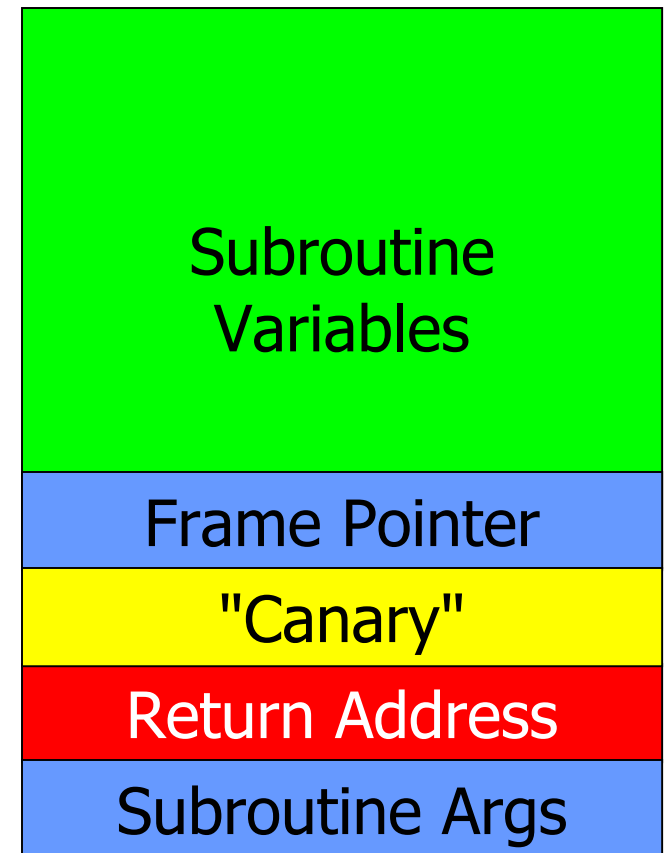 Subroutine
Variables
Frame Pointer
"Canary"
Return Address
Subroutine Args